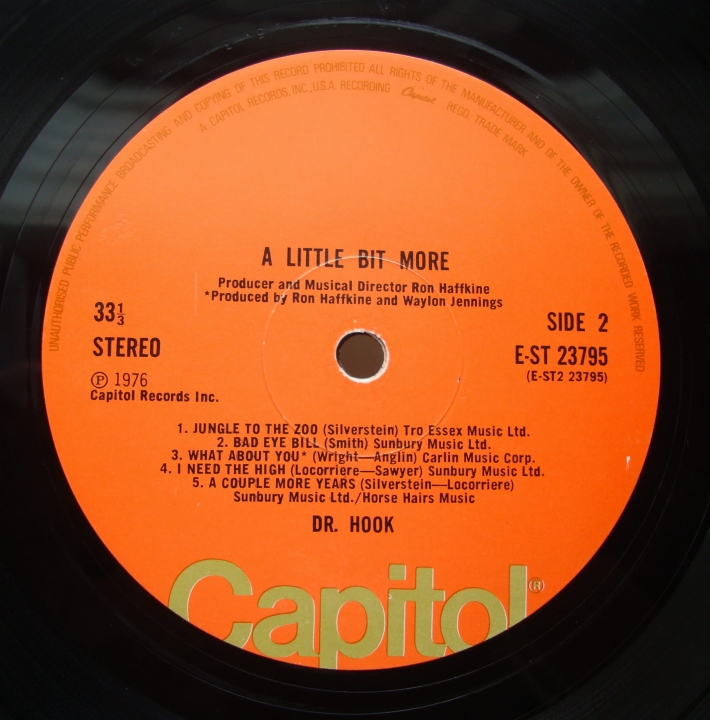 UNAUTHORISED PUBLIC PERFORMANCE BROADCASTING AND COPYING OF THIS RECORD PROHIBITED ALL RIGHTS OF THE MANUFACTURER AND OF THE OWNER OF THE RECORDED WORK RESERVED
A CAPITOL RECORDS, INC., U.S.A. RECORDING Capitol REGD. TRADE MARK
A LITTLE BIT MORE
Producer and Musical Director Ron Haffkine
*Produced by Ron Haffkine and Waylon Jennings
33⅓
STEREO
Ⓟ 1976
Capitol Records Inc.
SIDE 2
E-ST 23795
(E-ST2 23795)
1. JUNGLE TO THE ZOO (Silverstein) Tro Essex Music Ltd.
2. BAD EYE BILL (Smith) Sunbury Music Ltd.
3. WHAT ABOUT YOU* (Wright—Anglin) Carlin Music Corp.
4. I NEED THE HIGH (Locorriere—Sawyer) Sunbury Music Ltd.
5. A COUPLE MORE YEARS (Silverstein—Locorriere)
Sunbury Music Ltd./Horse Hairs Music
DR. HOOK
Capitol®